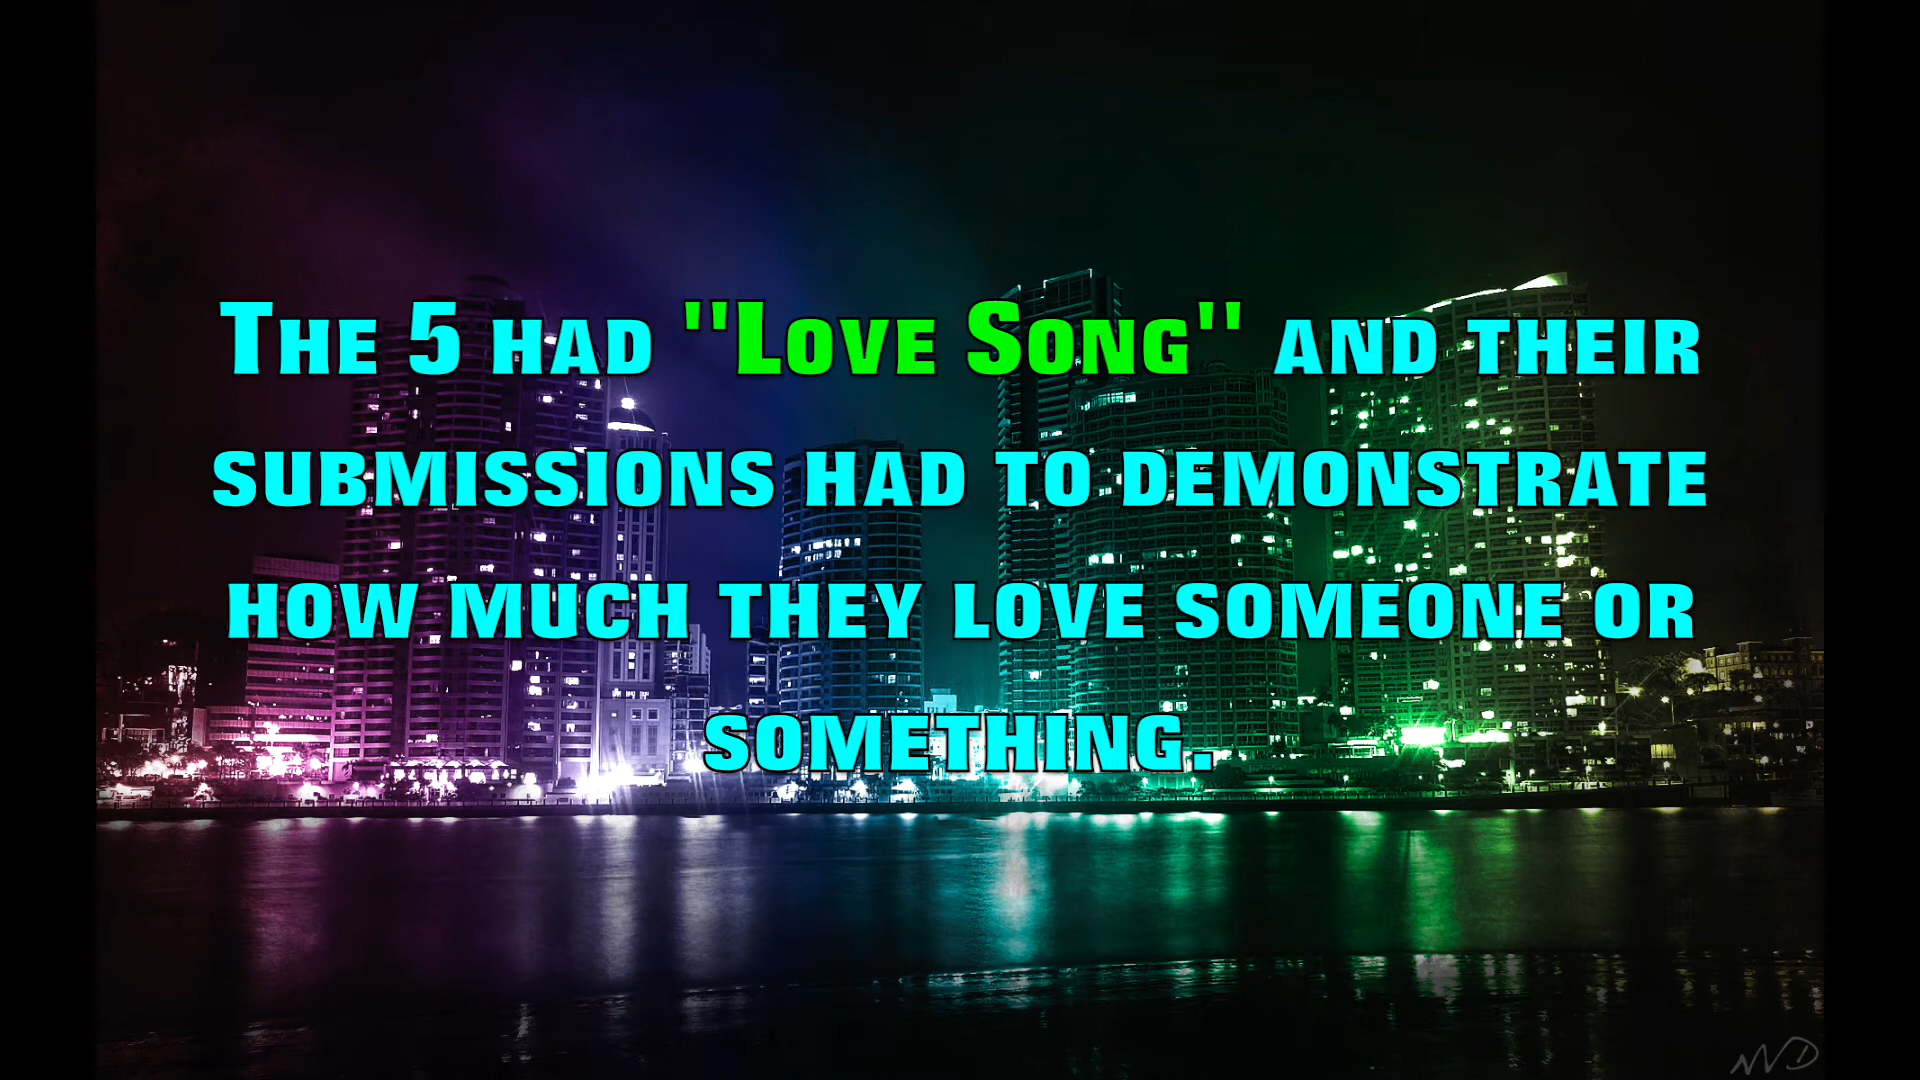 The 5 had "Love Song" and their
submissions had to demonstrate
how much they love someone or
something.